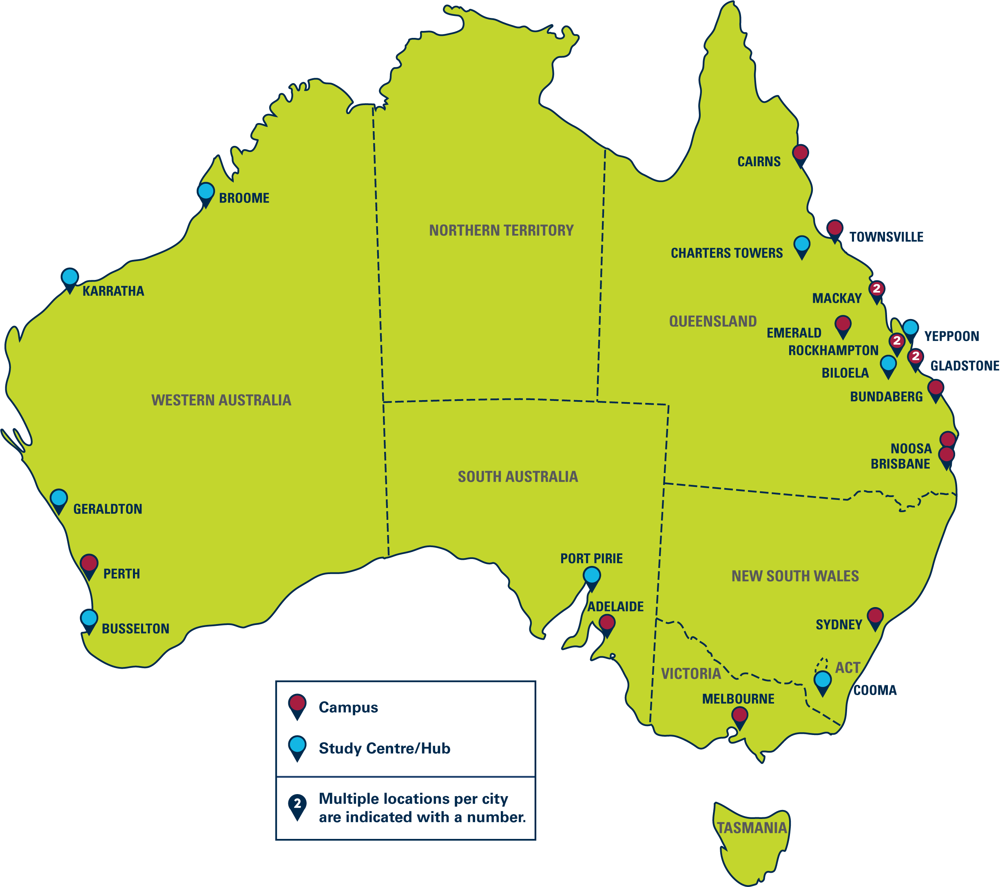 CAIRNS
BROOME
NORTHERN TERRITORY
TOWNSVILLE
CHARTERS TOWERS
KARRATHA
2
MACKAY
QUEENSLAND
EMERALD
YEPPOON
2
ROCKHAMPTON
2
GLADSTONE
BILOELA
BUNDABERG
WESTERN AUSTRALIA
NOOSA
BRISBANE
SOUTH AUSTRALIA
GERALDTON
PORT PIRIE
PERTH
NEW SOUTH WALES
ADELAIDE
SYDNEY
BUSSELTON
ACT
VICTORIA
COOMA
MELBOURNE
Campus
Study Centre/Hub
2
Multiple locations per city
are indicated with a number.
TASMANIA